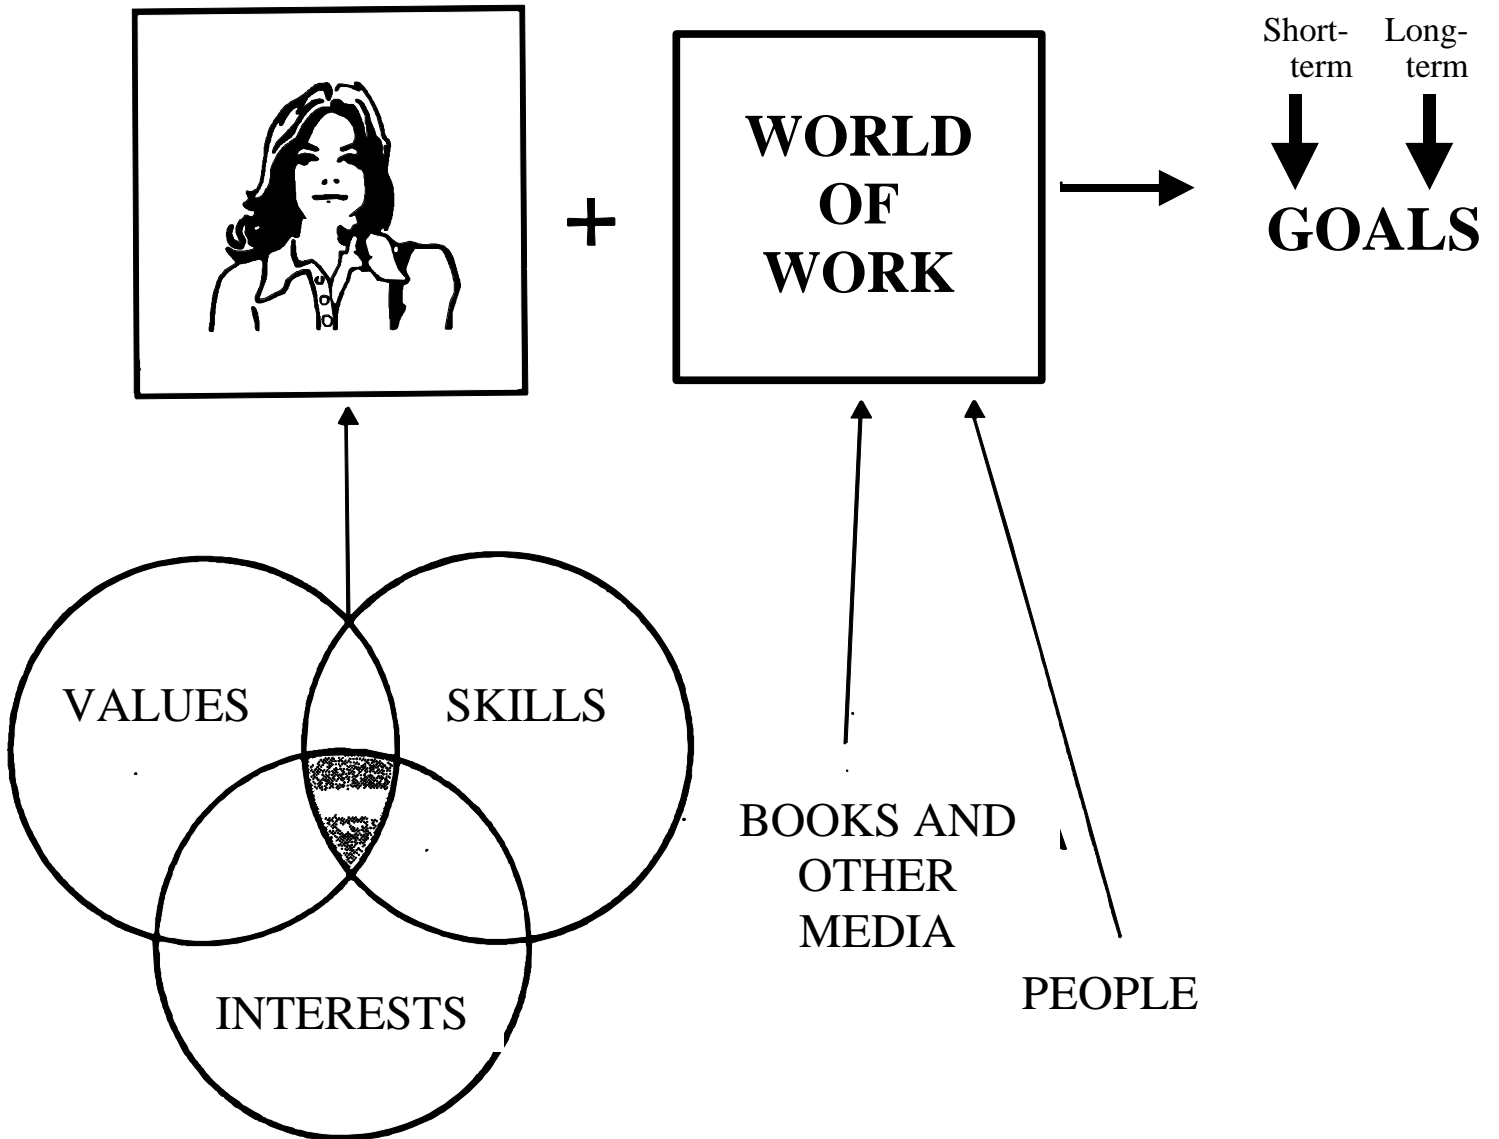 Short-
term
Long-
term
WORLD
OF
WORK
+
GOALS
VALUES
SKILLS
INTERESTS
BOOKS AND
OTHER
MEDIA
PEOPLE